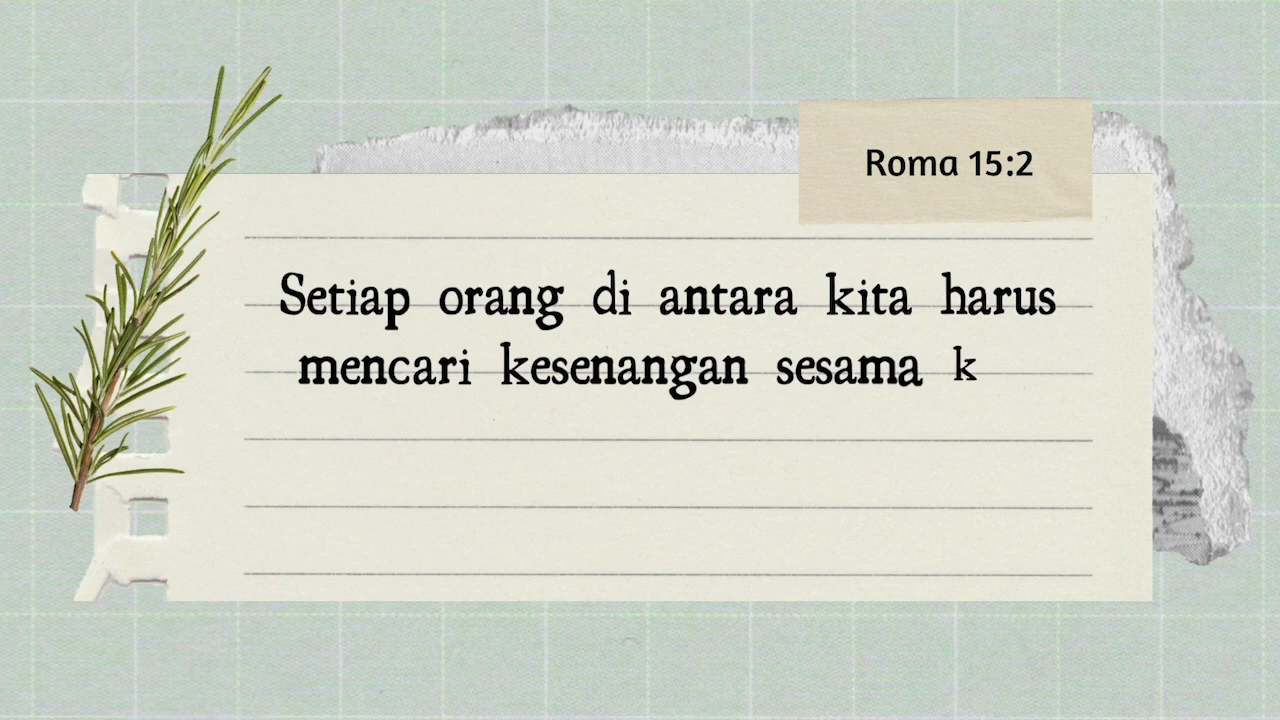 Roma 15:2
Setiap orang di antara kita harus
mencari kesenangan sesama k